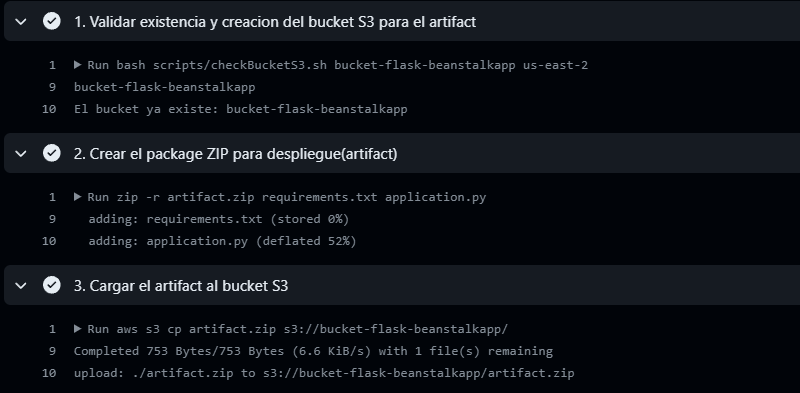 1. Validar existencia y creacion del bucket S3 para el artifact
1 ▶ Run bash scripts/checkBucketS3.sh bucket-flask-beanstalkapp us-east-2
9 bucket-flask-beanstalkapp
10 El bucket ya existe: bucket-flask-beanstalkapp
2. Crear el package ZIP para despliegue(artifact)
1 ▶ Run zip -r artifact.zip requirements.txt application.py
9 adding: requirements.txt (stored 0%)
10 adding: application.py (deflated 52%)
3. Cargar el artifact al bucket S3
1 ▶ Run aws s3 cp artifact.zip s3://bucket-flask-beanstalkapp/
9 Completed 753 Bytes/753 Bytes (6.6 KiB/s) with 1 file(s) remaining
10 upload: ./artifact.zip to s3://bucket-flask-beanstalkapp/artifact.zip